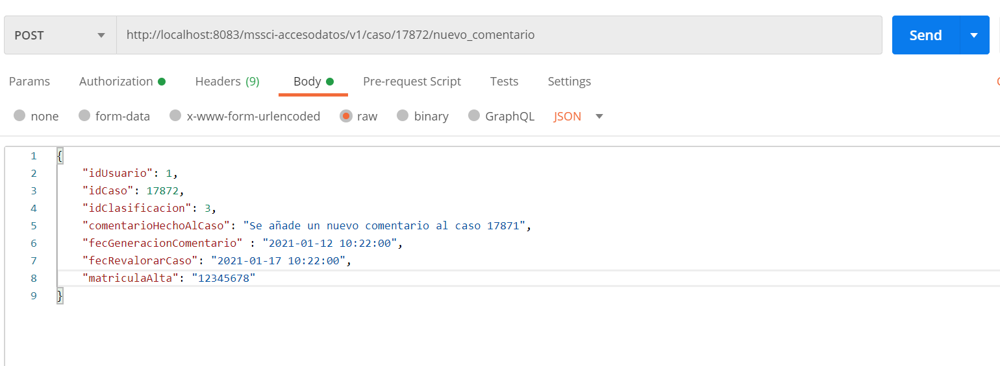 POST http://localhost:8083/mssci-accesodatos/v1/caso/17872/nuevo_comentario Send
Params Authorization Headers (9) Body Pre-request Script Tests Settings
none form-data x-www-form-urlencoded raw binary GraphQL JSON
1 {
2 "idUsuario": 1,
3 "idCaso": 17872,
4 "idClasificacion": 3,
5 "comentarioHechoAlCaso": "Se añade un nuevo comentario al caso 17871",
6 "fecGeneracionComentario" : "2021-01-12 10:22:00",
7 "fecRevalorarCaso": "2021-01-17 10:22:00",
8 "matriculaAlta": "12345678"
9 }